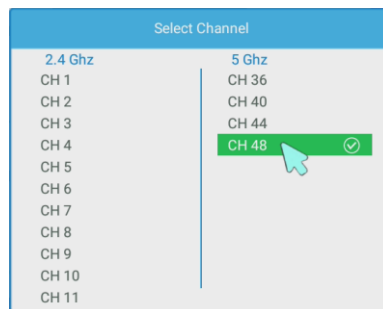 Select Channel
2.4 Ghz
CH 1
CH 2
CH 3
CH 4
CH 5
CH 6
CH 7
CH 8
CH 9
CH 10
CH 11
5 Ghz
CH 36
CH 40
CH 44
CH 48